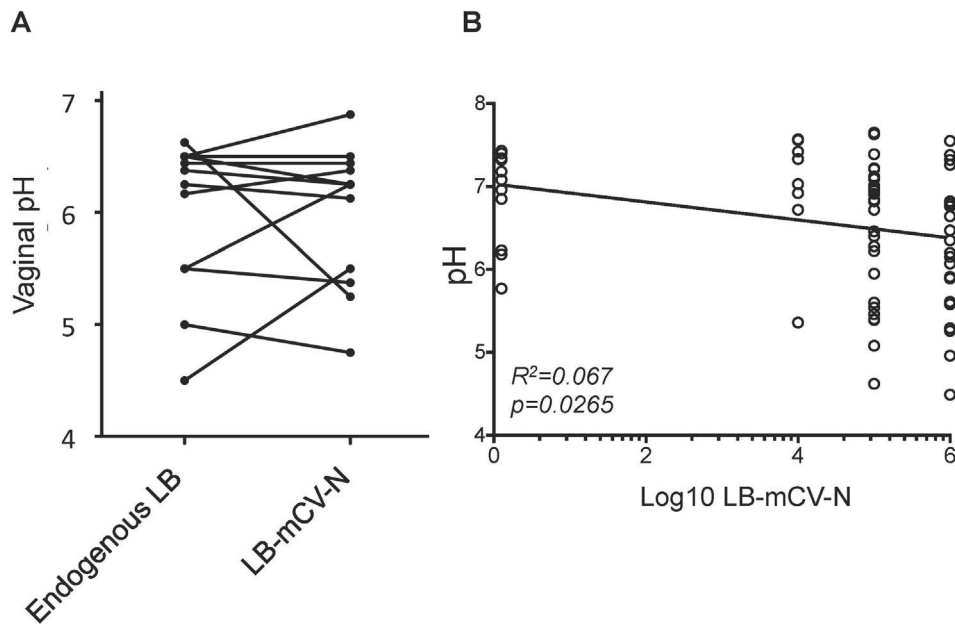 A
Vaginal pH
7
6
5
4
Endogenous LB
LB-mCV-N
B
pH
8
7
6
5
4
R²=0.067
p=0.0265
0
2
4
6
Log10 LB-mCV-N